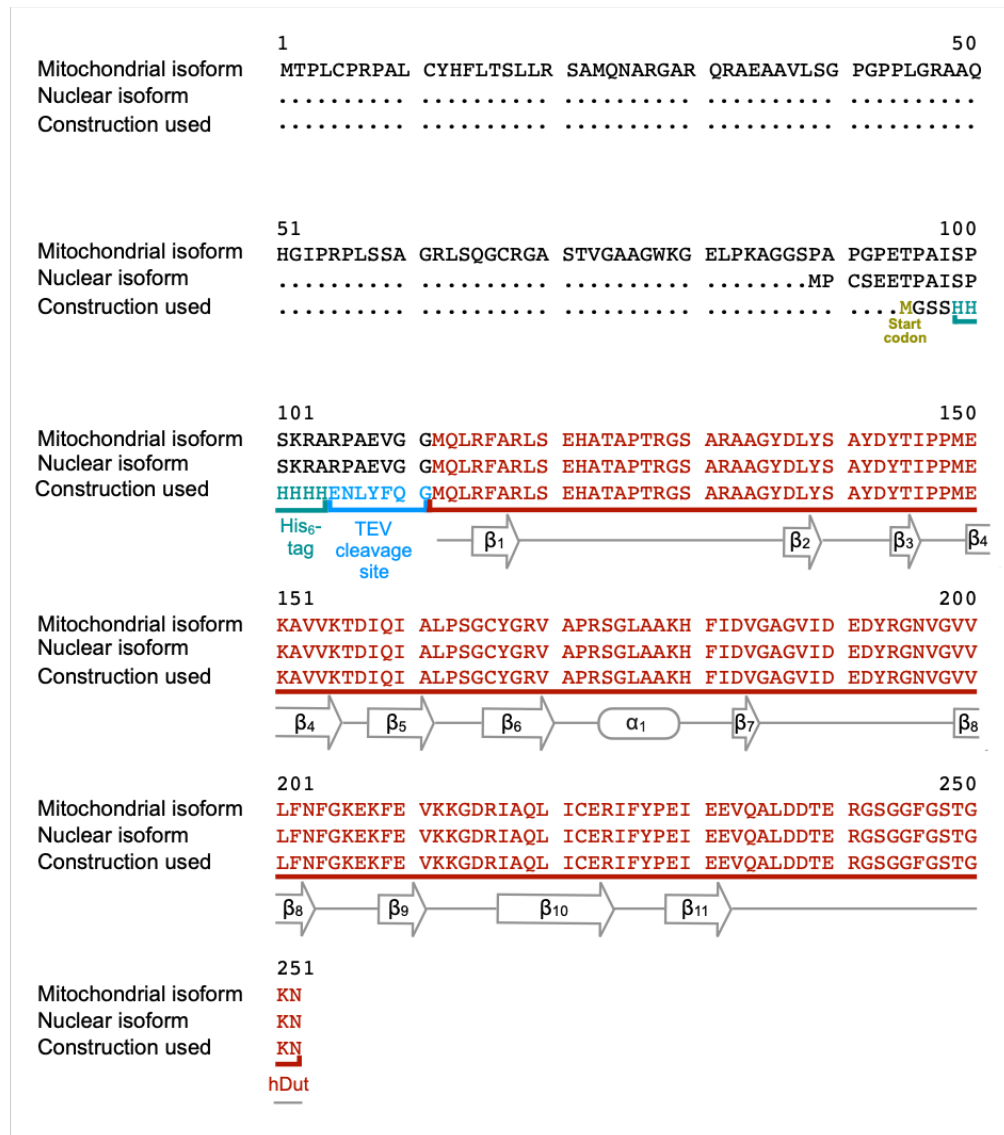 1 50
Mitochondrial isoform MTPLCPRPAL CYHFLTSLLR SAMQNARGAR QRAEAAVLSG PGPPLGRAAQ
Nuclear isoform .......... .......... .......... .......... ..........
Construction used .......... .......... .......... .......... ..........
51 100
Mitochondrial isoform HGIPRPLSSA GRLSQGCRGA STVGAAGWKG ELPKAGGSPA PGPETPAISP
Nuclear isoform .......... .......... .......... ........MP CSEETPAISP
Construction used .......... .......... .......... .......... ....MGSSHH
Start
codon
101 150
Mitochondrial isoform SKRARPAEVG GMQLRFARLS EHATAPTRGS ARAAGYDLYS AYDYTIPPME
Nuclear isoform SKRARPAEVG GMQLRFARLS EHATAPTRGS ARAAGYDLYS AYDYTIPPME
Construction used HHHHENLYFQ GMQLRFARLS EHATAPTRGS ARAAGYDLYS AYDYTIPPME
His₆-
tag
TEV
cleavage
site
β₁ β₂ β₃ β₄
151 200
Mitochondrial isoform KAVVKTDIQI ALPSGCYGRV APRSGLAAKH FIDVGAGVID EDYRGNVGVV
Nuclear isoform KAVVKTDIQI ALPSGCYGRV APRSGLAAKH FIDVGAGVID EDYRGNVGVV
Construction used KAVVKTDIQI ALPSGCYGRV APRSGLAAKH FIDVGAGVID EDYRGNVGVV
β₄ β₅ β₆ α₁ β₇ β₈
201 250
Mitochondrial isoform LFNFGKEKFE VKKGDRIAQL ICERIFYPEI EEVQALDDTE RGSGGFGSTG
Nuclear isoform LFNFGKEKFE VKKGDRIAQL ICERIFYPEI EEVQALDDTE RGSGGFGSTG
Construction used LFNFGKEKFE VKKGDRIAQL ICERIFYPEI EEVQALDDTE RGSGGFGSTG
β₈ β₉ β₁₀ β₁₁
251
Mitochondrial isoform KN
Nuclear isoform KN
Construction used KN
hDut